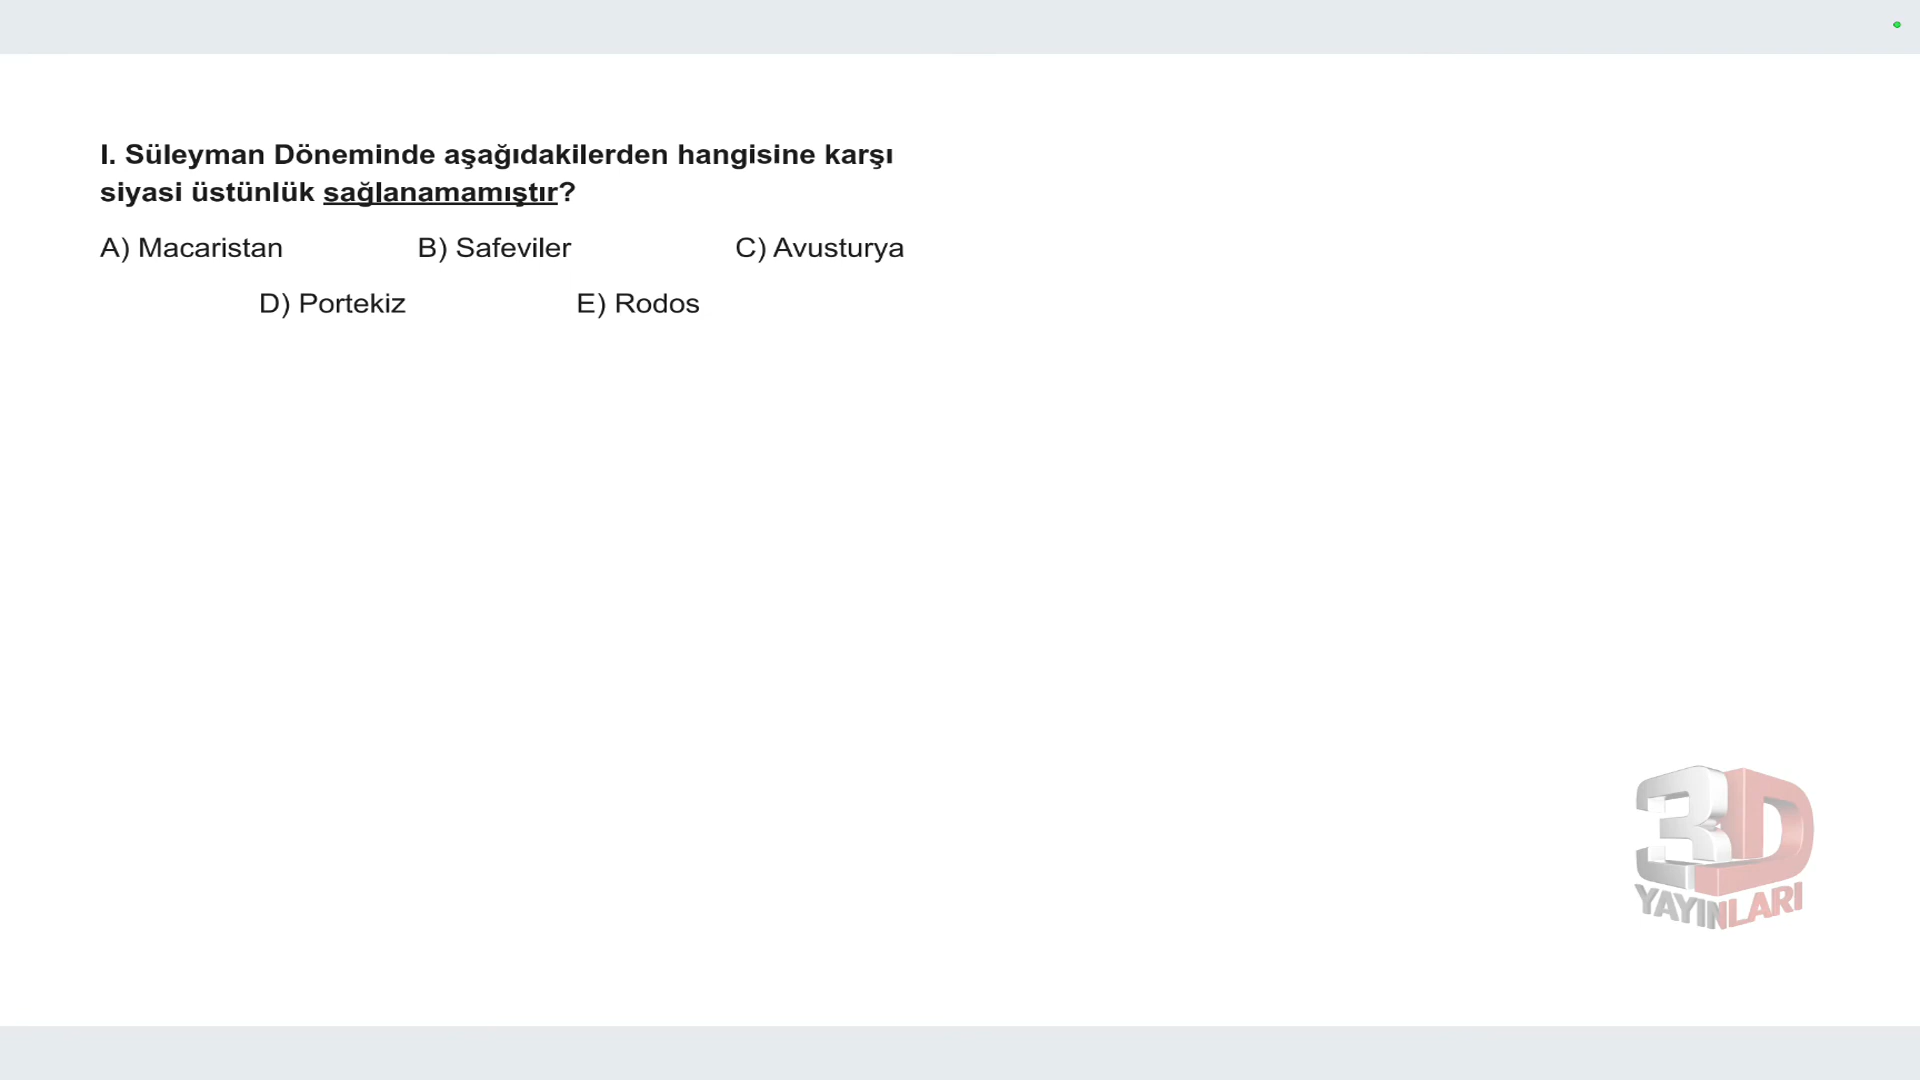 I. Süleyman Döneminde aşağıdakilerden hangisine karşı
siyasi üstünlük sağlanamamıştır?
A) Macaristan B) Safeviler C) Avusturya
D) Portekiz E) Rodos
3D
YAYINLARI